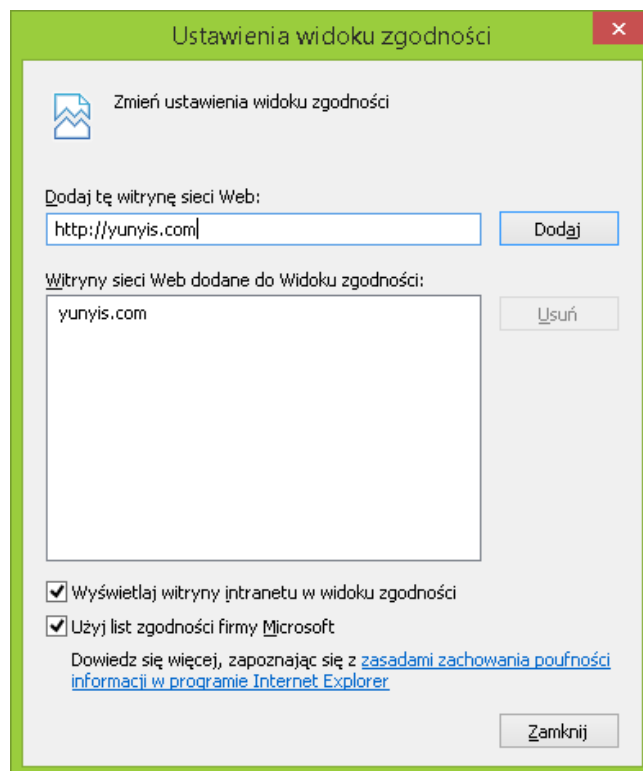 Ustawienia widoku zgodności
Zmień ustawienia widoku zgodności
Dodaj tę witrynę sieci Web:
http://yunyis.com
Dodaj
Witryny sieci Web dodane do Widoku zgodności:
yunyis.com
Usuń
Wyświetlaj witryny intranetu w widoku zgodności
Użyj list zgodności firmy Microsoft
Dowiedz się więcej, zapoznając się z zasadami zachowania poufności
informacji w programie Internet Explorer
Zamknij